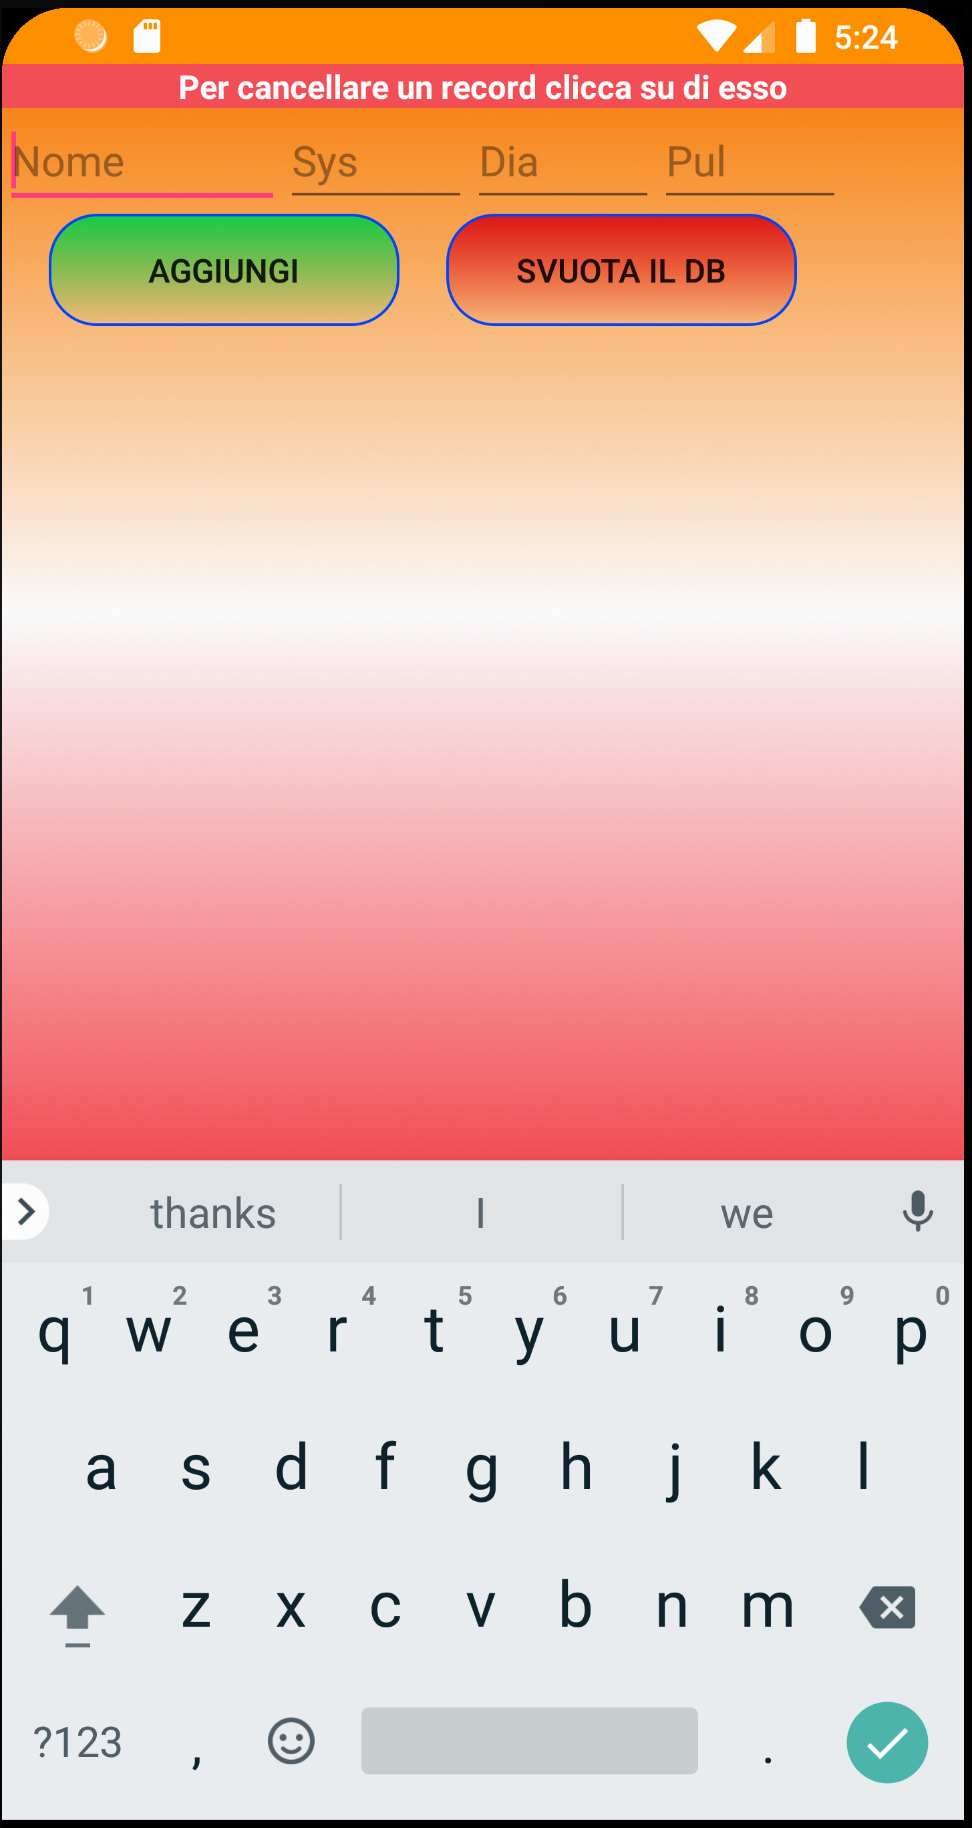 5:24
Per cancellare un record clicca su di esso
Nome Sys Dia Pul
AGGIUNGI SVUOTA IL DB
thanks I we
1 2 3 4 5 6 7 8 9 0
q w e r t y u i o p
a s d f g h j k l
z x c v b n m
?123 , .